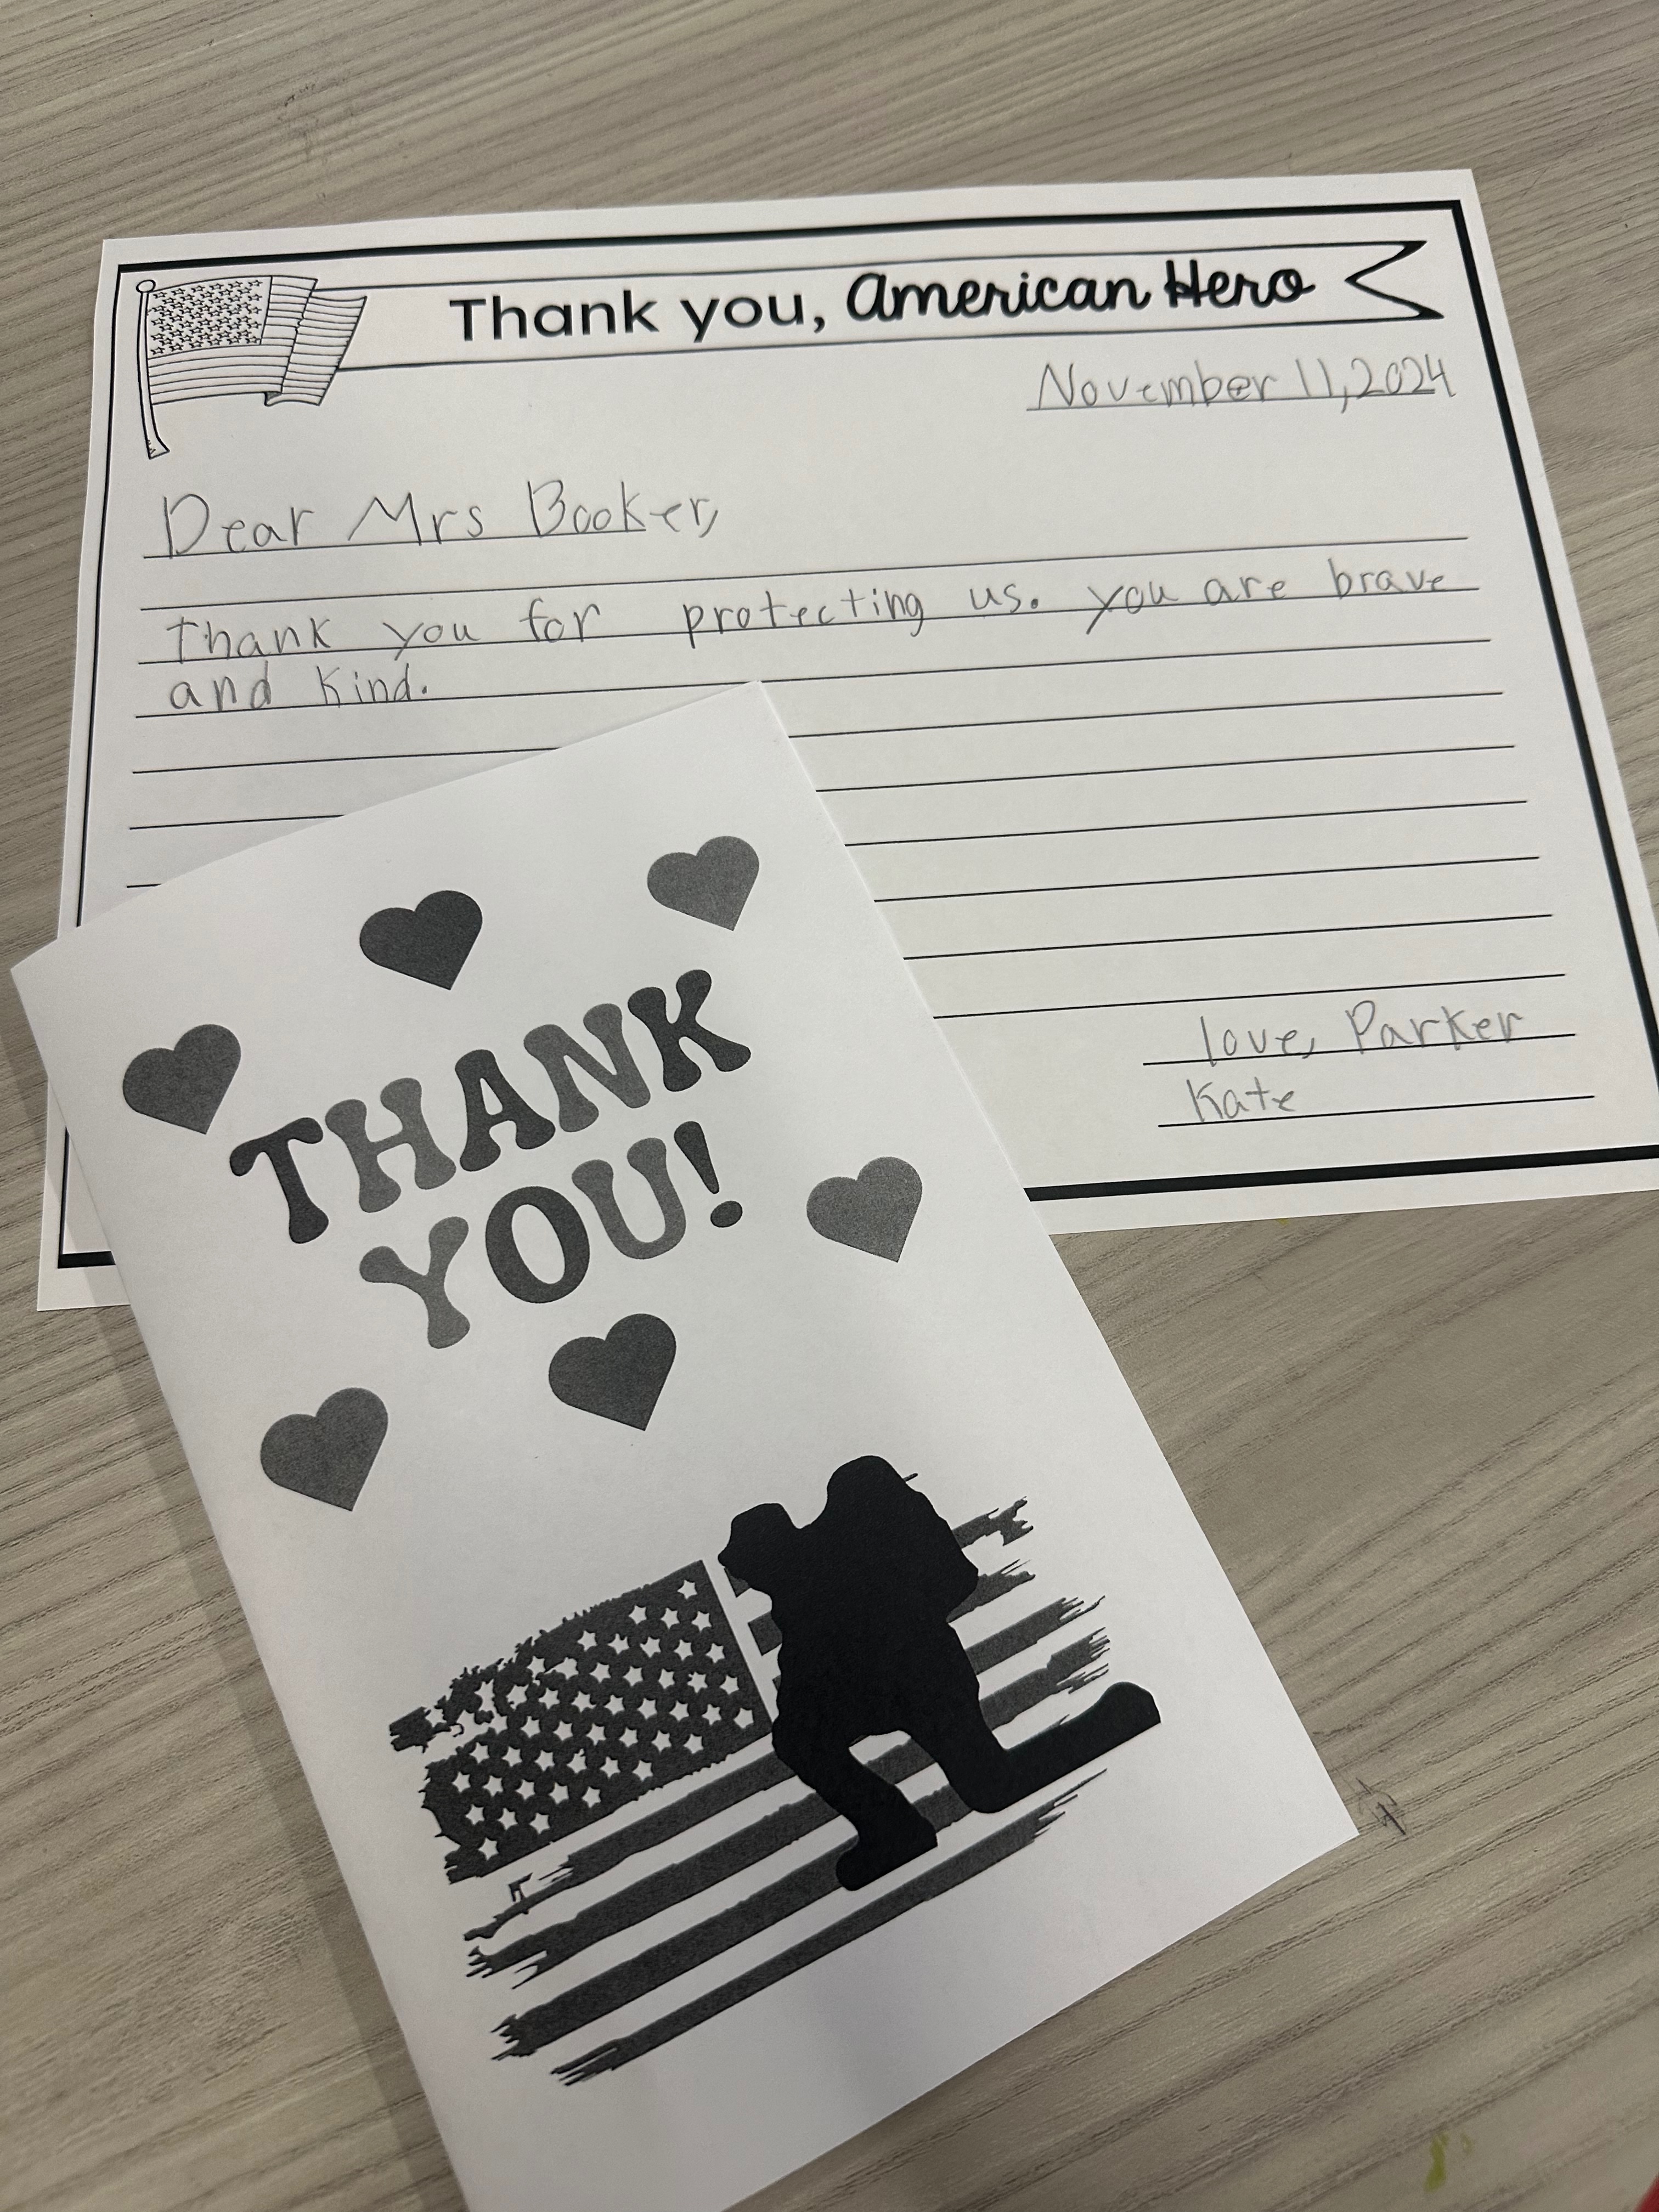 Thank you, American Hero
November 11, 2024
Dear Mrs Booker,
Thank you for protecting us. you are brave
and kind.
love, Parker
Kate
THANK
YOU!